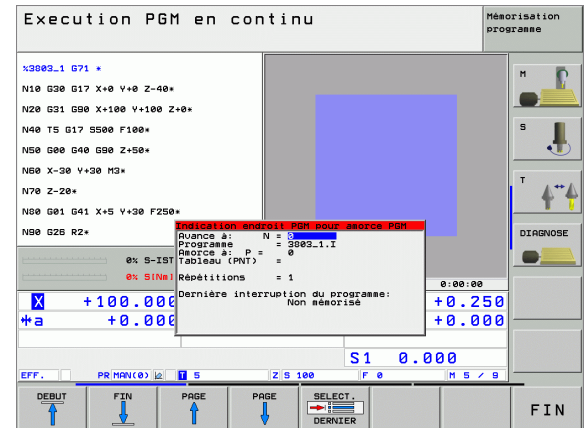 Execution PGM en continu
Mémorisation
programme
%3803_1 G71 *
N10 G30 G17 X+0 Y+0 Z-40*
N20 G31 G90 X+100 Y+100 Z+0*
N40 T5 G17 S500 F100*
N50 G00 G40 G90 Z+50*
N60 X-30 Y+30 M3*
N70 Z-20*
N80 G01 G41 X+5 Y+30 F250*
N90 G26 R2*
Indication endroit PGM pour amorce PGM
Avance à: N = 0
Programme = 3803_1.I
Amorce à: P = 0
Tableau (PNT) =
Répétitions = 1
Dernière interruption du programme:
Non mémorisé
0% S-IST
0% S[Nm]
0:00:00
X +100.000
+0.250
+a +0.000
+0.000
S1 0.000
EFF. PR MAN(0) T 5 Z S 100 F 0 M 5 / 9
M
S
T
DIAGNOSE
DEBUT
FIN
PAGE
PAGE
SELECT.
DERNIER
FIN